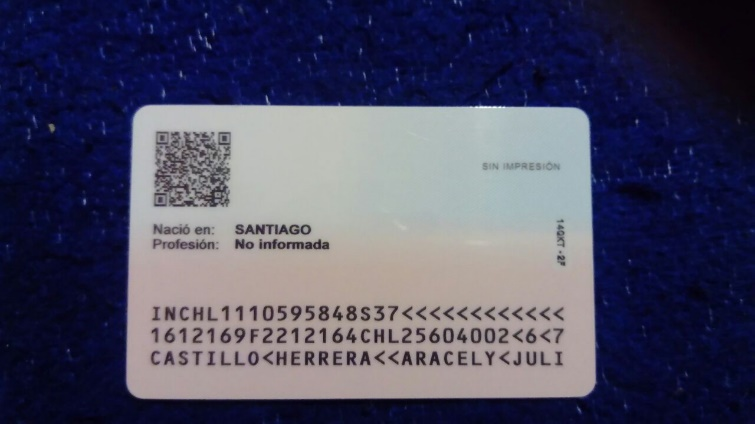 SIN IMPRESIÓN
Nació en: SANTIAGO
Profesión: No informada
INCHL1110595848S37<<<<<<<<<<<<
1612169F2212164CHL25604002<6<7
CASTILLO<HERRERA<<ARACELY<JULI